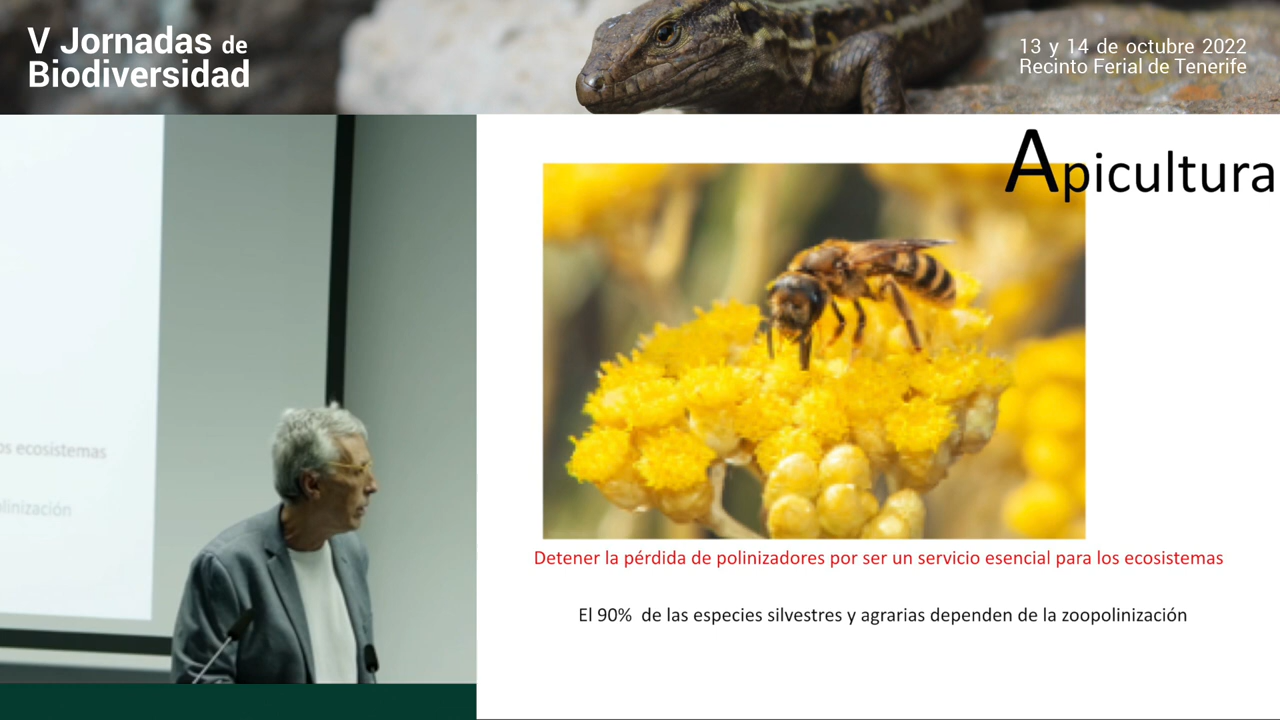 V Jornadas de
Biodiversidad
13 y 14 de octubre 2022
Recinto Ferial de Tenerife
Apicultura
os ecosistemas
linización
Detener la pérdida de polinizadores por ser un servicio esencial para los ecosistemas
El 90% de las especies silvestres y agrarias dependen de la zoopolinización